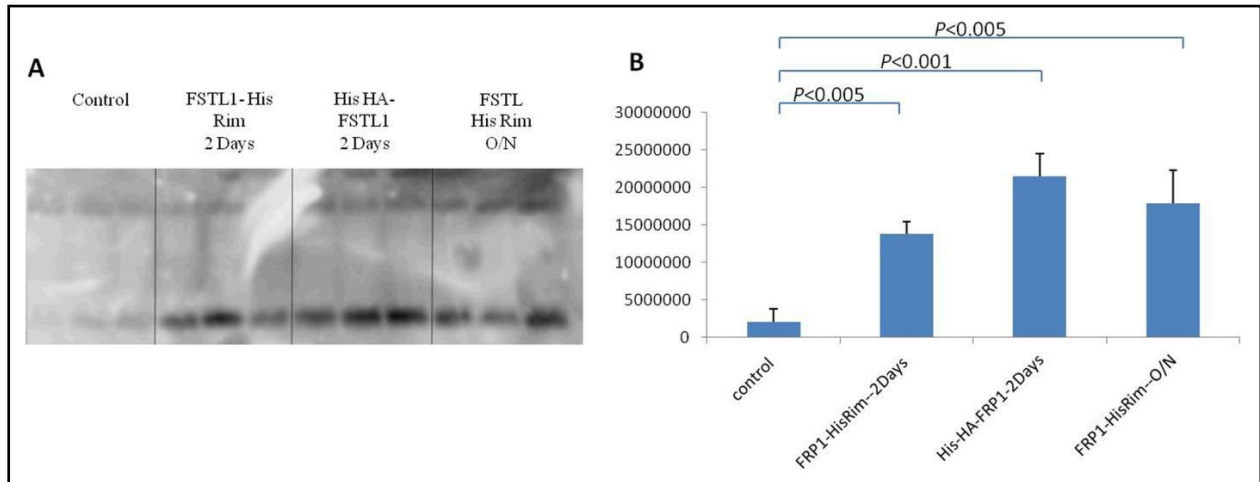 A
Control
FSTL1-His
Rim
2 Days
His HA-
FSTL1
2 Days
FSTL
His Rim
O/N
B
P<0.005
P<0.001
P<0.005
30000000
25000000
20000000
15000000
10000000
5000000
0
control
FRP1-HisRim--2Days
His-HA-FRP1-2Days
FRP1-HisRim--O/N